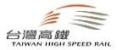 台灣高鐵
TAIWAN HIGH SPEED RAIL